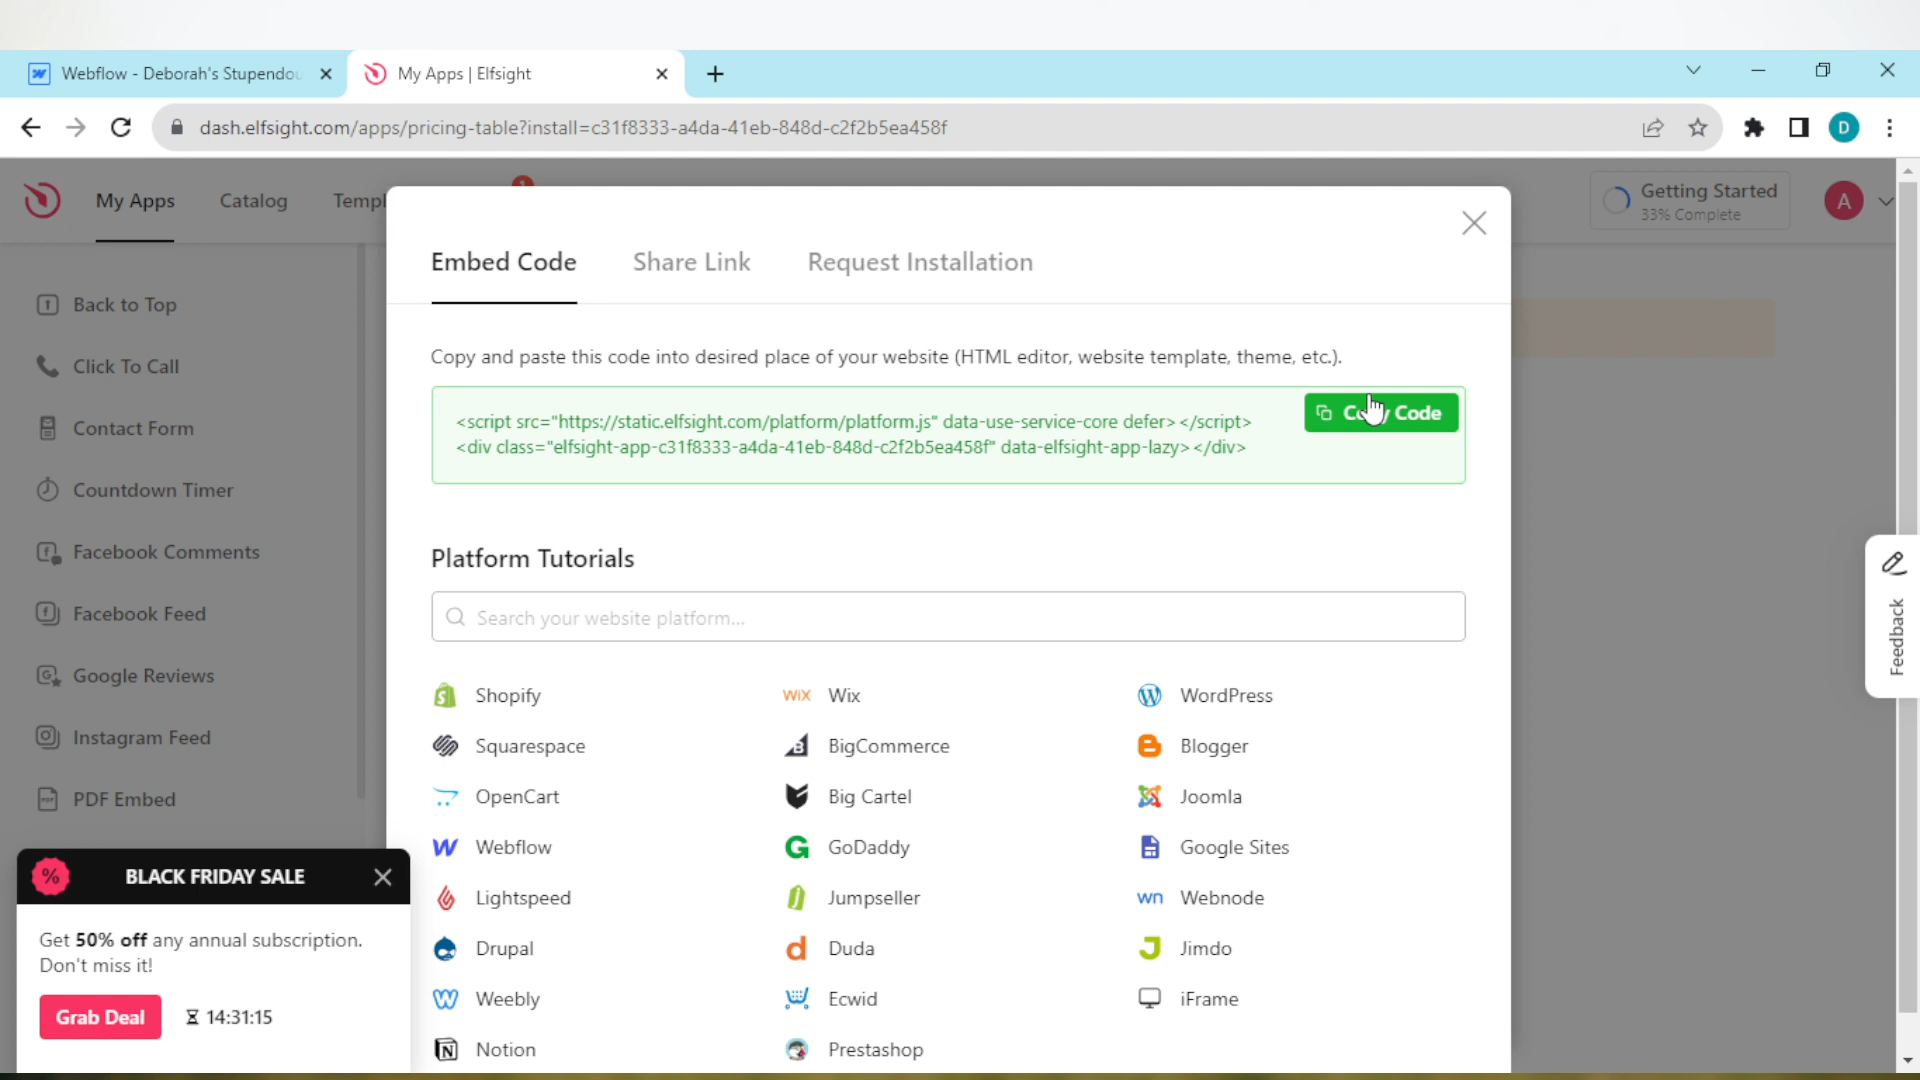 Webflow - Deborah's Stupendou
My Apps | Elfsight
dash.elfsight.com/apps/pricing-table?install=c31f8333-a4da-41eb-848d-c2f2b5ea458f
D
My Apps
Catalog
Templ
1
Getting Started
33% Complete
A
Back to Top
Click To Call
Contact Form
Countdown Timer
Facebook Comments
Facebook Feed
Google Reviews
Instagram Feed
PDF Embed
Embed Code
Share Link
Request Installation
Copy and paste this code into desired place of your website (HTML editor, website template, theme, etc.).
<script src="https://static.elfsight.com/platform/platform.js" data-use-service-core defer></script>
<div class="elfsight-app-c31f8333-a4da-41eb-848d-c2f2b5ea458f" data-elfsight-app-lazy></div>
Copy Code
Platform Tutorials
Search your website platform...
Shopify
WiX Wix
WordPress
Squarespace
BigCommerce
Blogger
OpenCart
Big Cartel
Joomla
Webflow
GoDaddy
Google Sites
Lightspeed
Jumpseller
wn Webnode
Drupal
Duda
Jimdo
Weebly
Ecwid
iFrame
Notion
Prestashop
% BLACK FRIDAY SALE
Get 50% off any annual subscription.
Don't miss it!
Grab Deal
14:31:15
Feedback